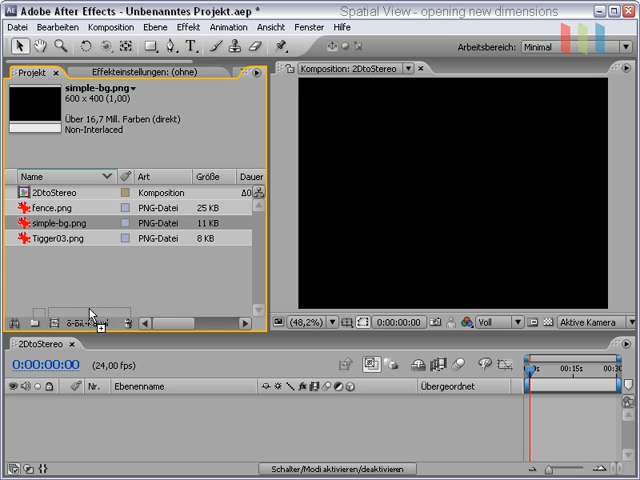 Adobe After Effects - Unbenanntes Projekt.aep *
Spatial View - opening new dimensions
Datei Bearbeiten Komposition Ebene Effekt Animation Ansicht Fenster Hilfe
Arbeitsbereich: Minimal
Projekt × Effekteinstellungen: (ohne)
Komposition: 2DtoStereo
simple-bg.png
600 x 400 (1,00)
Über 16,7 Mill. Farben (direkt)
Non-Interlaced
Name Art Größe Dauer
2DtoStereo Komposition Δ0
fence.png PNG-Datei 25 KB
simple-bg.png PNG-Datei 11 KB
Tigger03.png PNG-Datei 8 KB
(48,2%) 0:00:00:00 Voll Aktive Kamera
2DtoStereo ×
0:00:00:00 (24,00 fps)
00:15s 00:30
Nr. Ebenenname Übergeordnet
Schalter/Modi aktivieren/deaktivieren